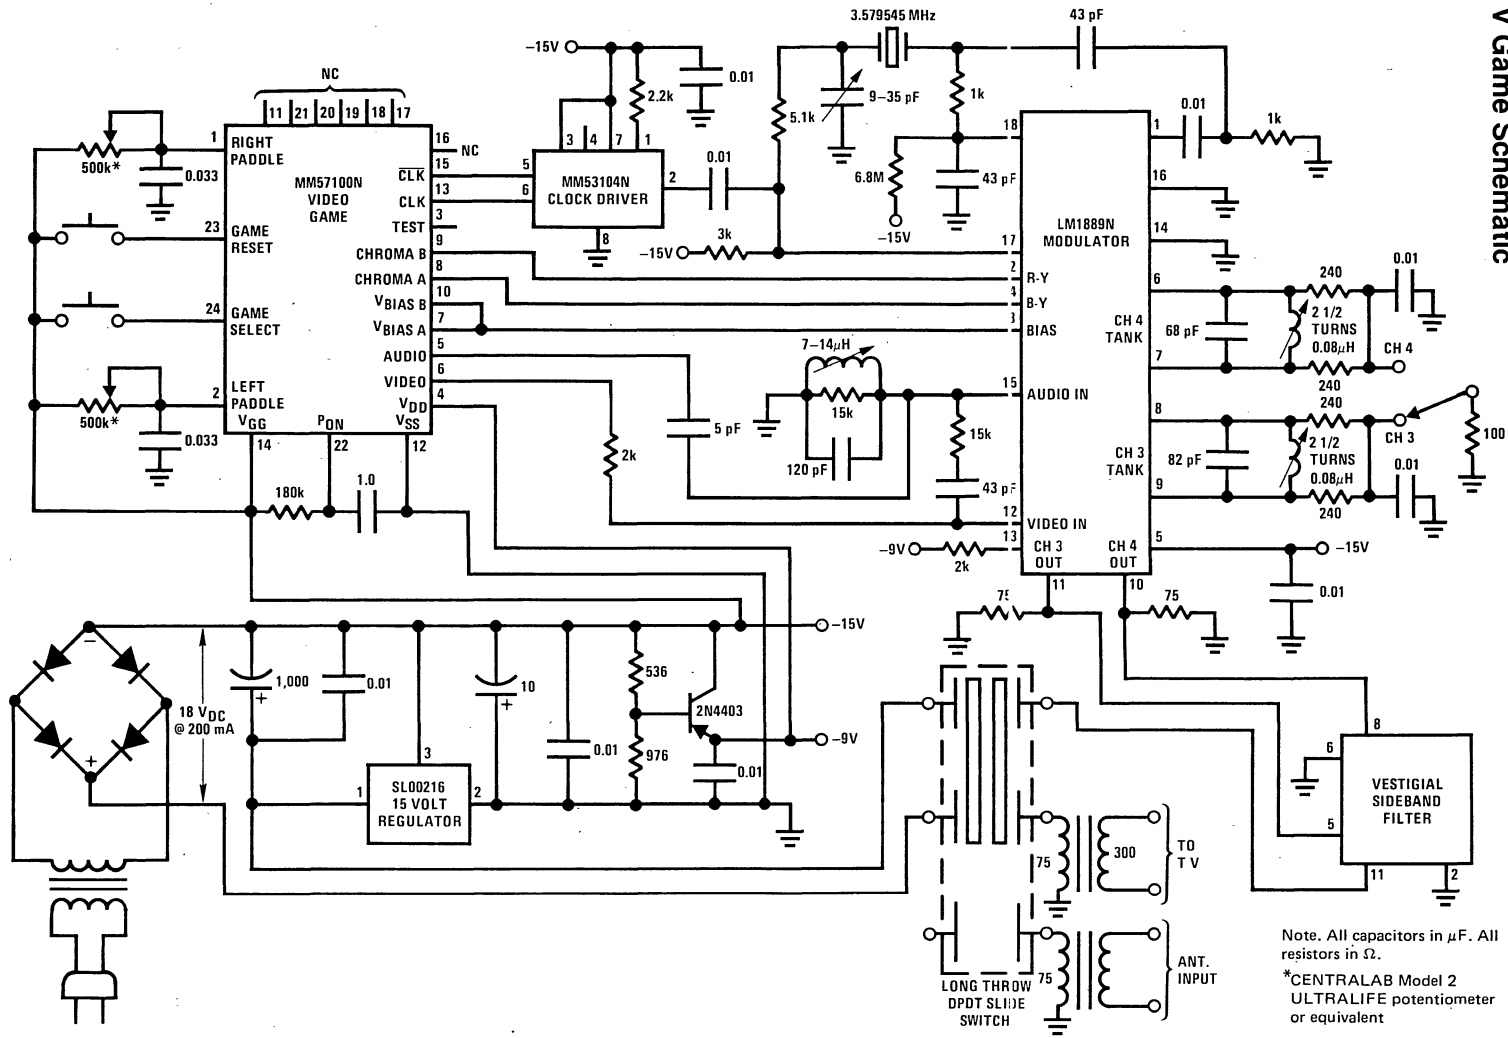 V Game Schematic
3.579545 MHz
43 pF
−15V
0.01
2.2k
NC
11 21 20 19 18 17
1
RIGHT
PADDLE
500k*
0.033
MM57100N
VIDEO
GAME
16
NC
15
CLK
13
CLK
3
TEST
9
CHROMA B
8
CHROMA A
10
VBIAS B
7
VBIAS A
5
AUDIO
6
VIDEO
4
VDD
VSS
23
GAME
RESET
24
GAME
SELECT
2
LEFT
PADDLE
500k*
0.033
VGG
PON
14
22
12
180k
1.0
3
4
7
1
5
6
MM53104N
CLOCK DRIVER
2
8
0.01
5.1k
9−35 pF
1k
6.8M
−15V
43 pF
−15V
3k
18
17
2
R-Y
4
B-Y
BIAS
LM1889N
MODULATOR
1
0.01
1k
16
14
6
CH 4
TANK
7
68 pF
240
2 1/2
TURNS
0.08µH
240
0.01
CH 4
8
CH 3
TANK
9
82 pF
240
2 1/2
TURNS
0.08µH
240
0.01
CH 3
100
7−14µH
15k
120 pF
5 pF
2k
15
AUDIO IN
15k
43 pF
12
VIDEO IN
13
−9V
2k
CH 3
OUT
CH 4
OUT
5
−15V
0.01
11
10
75
75
−15V
18 VDC
@ 200 mA
−
+
1,000
+
0.01
3
1
SL00216
15 VOLT
REGULATOR
2
10
+
0.01
536
976
2N4403
0.01
−9V
8
6
5
VESTIGIAL
SIDEBAND
FILTER
11
2
75
300
TO
T V
75
ANT.
INPUT
LONG THROW
DPDT SLIDE
SWITCH
Note. All capacitors in µF. All
resistors in Ω.
*CENTRALAB Model 2
ULTRALIFE potentiometer
or equivalent